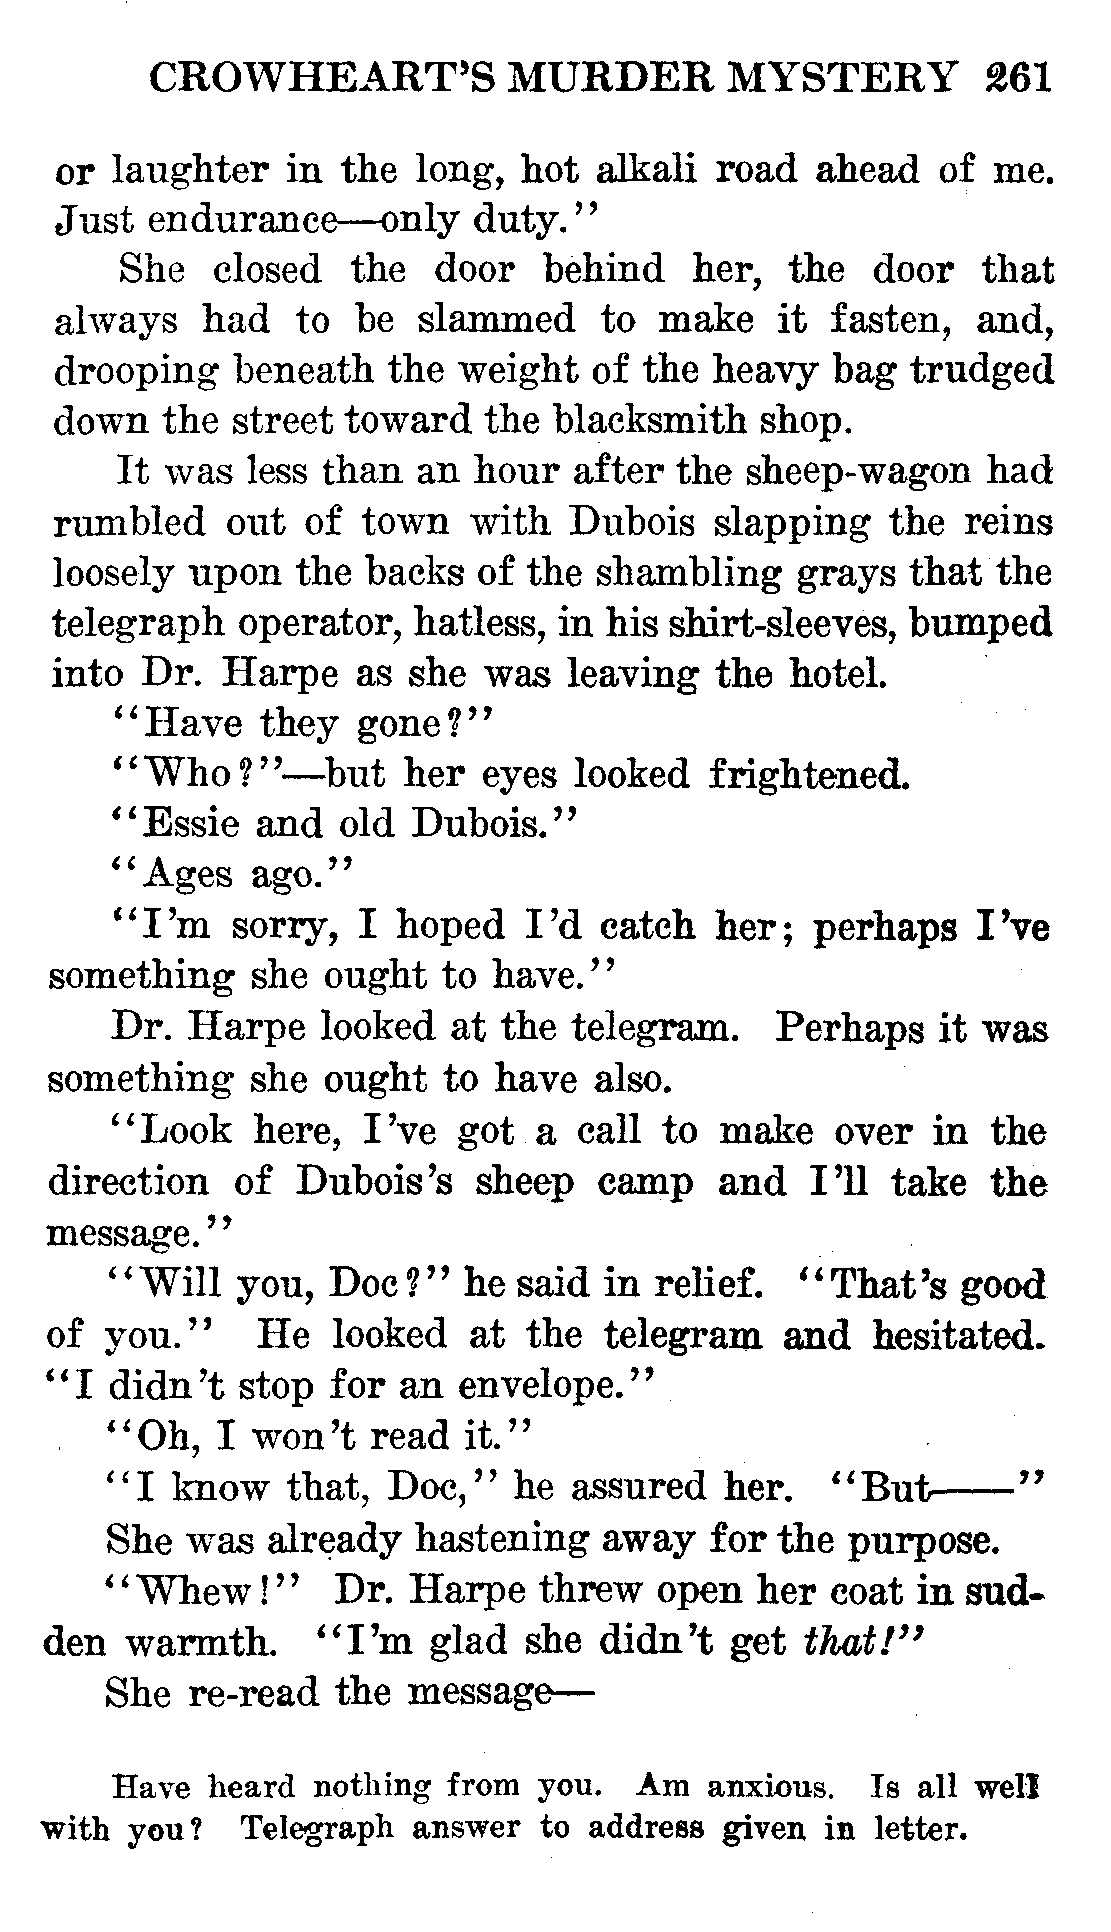 CROWHEART'S MURDER MYSTERY 261
or laughter in the long, hot alkali road ahead of me.
Just endurance—only duty."
She closed the door behind her, the door that
always had to be slammed to make it fasten, and,
drooping beneath the weight of the heavy bag trudged
down the street toward the blacksmith shop.
It was less than an hour after the sheep-wagon had
rumbled out of town with Dubois slapping the reins
loosely upon the backs of the shambling grays that the
telegraph operator, hatless, in his shirt-sleeves, bumped
into Dr. Harpe as she was leaving the hotel.
"Have they gone?"
"Who?"—but her eyes looked frightened.
"Essie and old Dubois."
"Ages ago."
"I'm sorry, I hoped I'd catch her; perhaps I've
something she ought to have."
Dr. Harpe looked at the telegram. Perhaps it was
something she ought to have also.
"Look here, I've got a call to make over in the
direction of Dubois's sheep camp and I'll take the
message."
"Will you, Doc?" he said in relief. "That's good
of you." He looked at the telegram and hesitated.
"I didn't stop for an envelope."
"Oh, I won't read it."
"I know that, Doc," he assured her. "But——"
She was already hastening away for the purpose.
"Whew!" Dr. Harpe threw open her coat in sud-
den warmth. "I'm glad she didn't get that!"
She re-read the message—
Have heard nothing from you. Am anxious. Is all well
with you? Telegraph answer to address given in letter.